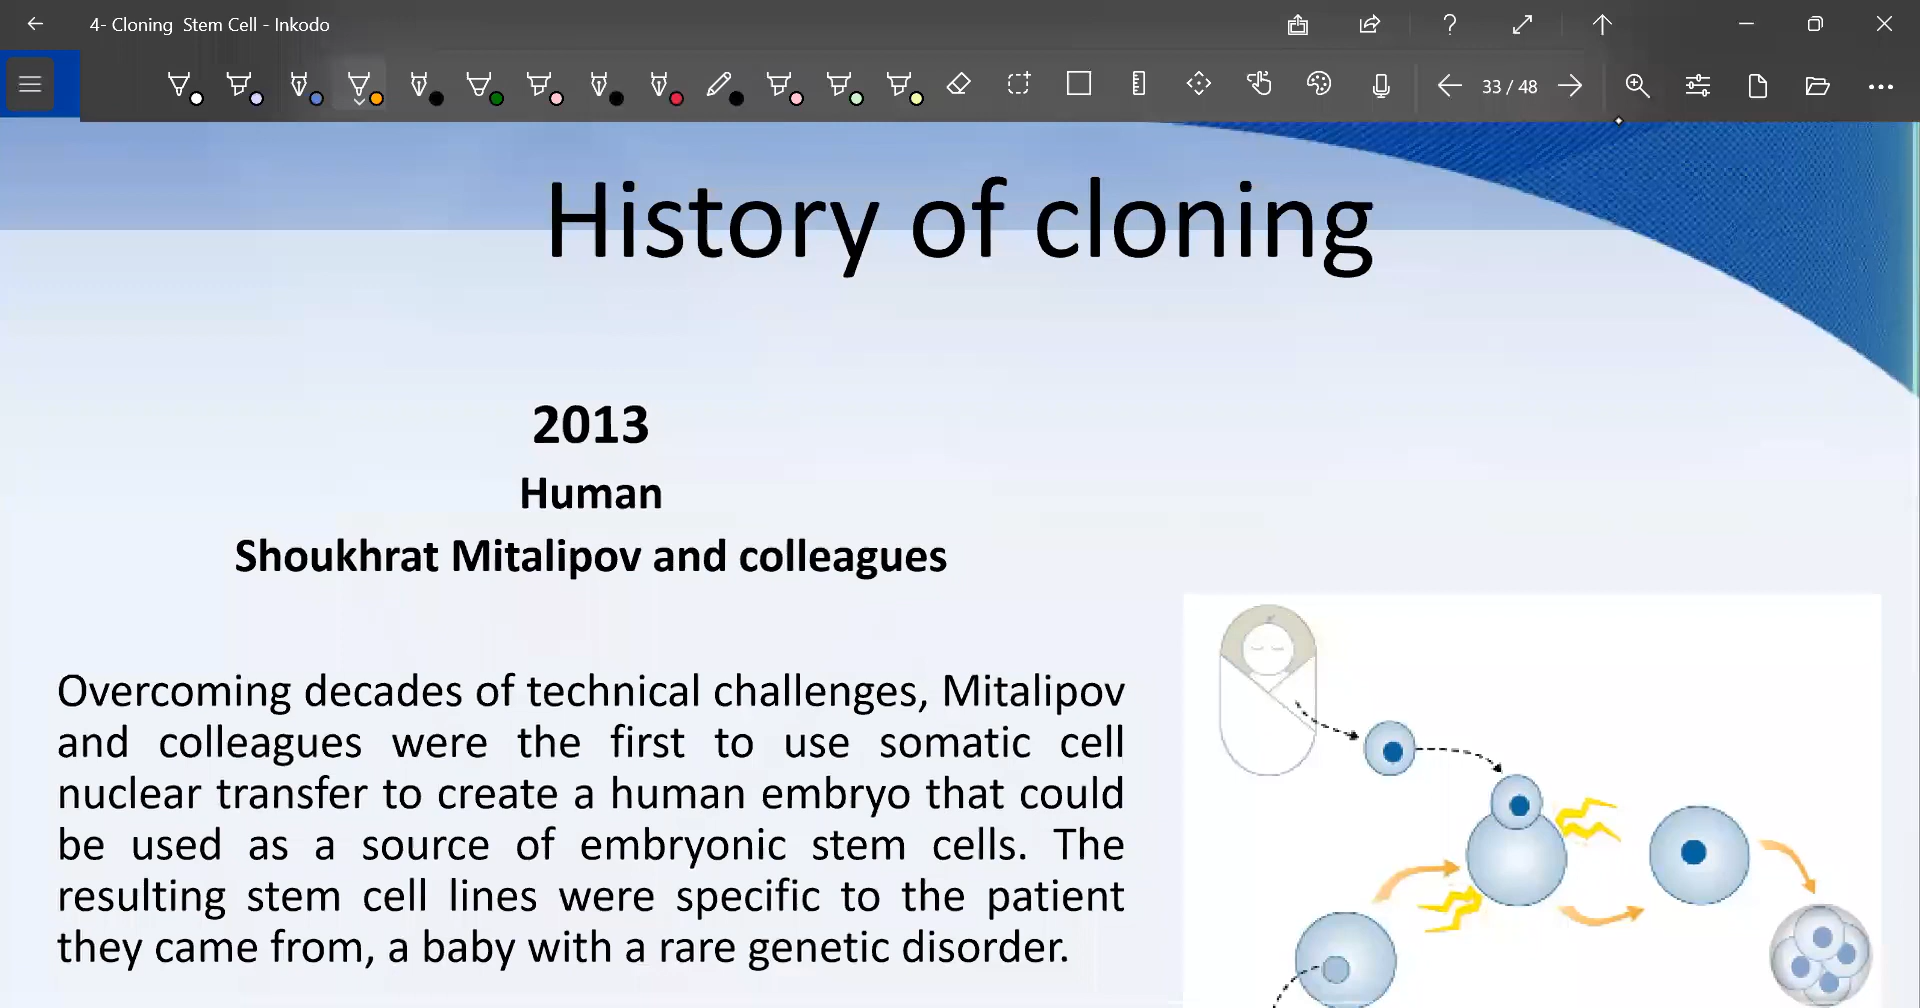 4- Cloning  Stem Cell - Inkodo
33 / 48
History of cloning
2013
Human
Shoukhrat Mitalipov and colleagues
Overcoming decades of technical challenges, Mitalipov
and colleagues were the first to use somatic cell
nuclear transfer to create a human embryo that could
be used as a source of embryonic stem cells. The
resulting stem cell lines were specific to the patient
they came from, a baby with a rare genetic disorder.